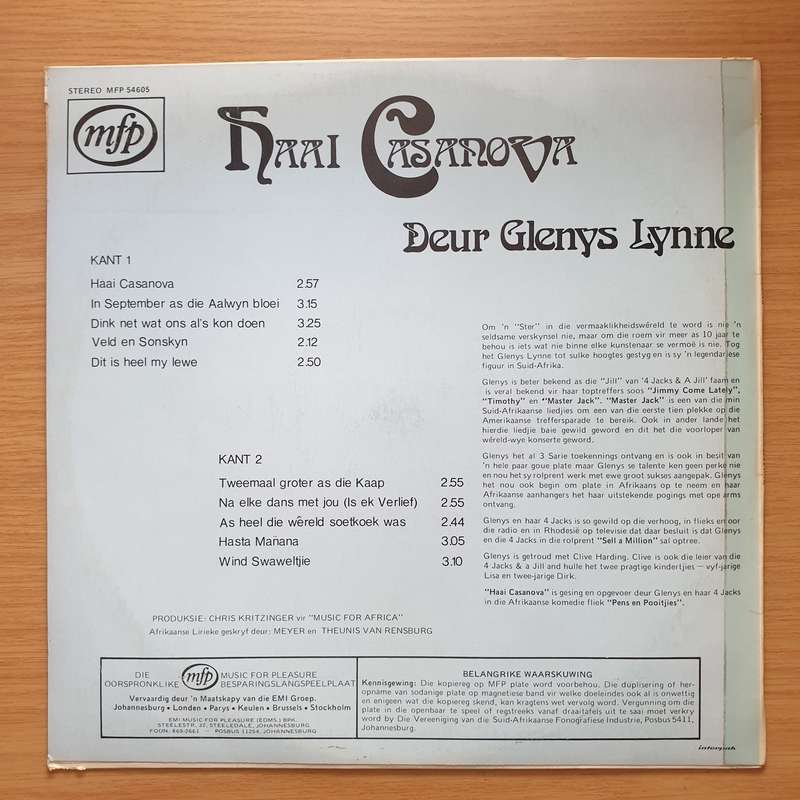 STEREO MFP 54605
mfp
Haai Casanova
Deur Glenys Lynne
KANT 1
Haai Casanova 2.57
In September as die Aalwyn bloei 3.15
Dink net wat ons al's kon doen 3.25
Veld en Sonskyn 2.12
Dit is heel my lewe 2.50
KANT 2
Tweemaal groter as die Kaap 2.55
Na elke dans met jou (Is ek Verlief) 2.55
As heel die wêreld soetkoek was 2.44
Hasta Mañana 3.05
Wind Swaweltjie 3.10
Om 'n "Ster" in die vermaaklikheidswêreld te word is nie 'n
seldsame verskynsel nie, maar om die roem vir meer as 10 jaar te
behou is iets wat nie binne elke kunstenaar se vermoë is nie. Tog
het Glenys Lynne tot sulke hoogtes gestyg en is sy 'n legendariese
figuur in Suid-Afrika.
Glenys is beter bekend as die "Jill" van '4 Jacks & A Jill' faam en
is veral bekend vir haar toptreffers soos "Jimmy Come Lately",
"Timothy" en "Master Jack". "Master Jack" is een van die min
Suid-Afrikaanse liedjies om een van die eerste tien plekke op die
Amerikaanse treffersparade te bereik. Ook in ander lande het
hierdie liedjie baie gewild geword en dit het die voorloper van
wêreld-wye konserte geword.
Glenys het al 3 Sarie toekennings ontvang en is ook in besit van
'n hele paar goue plate maar Glenys se talente ken geen perke nie
en nou het sy rolprent werk met ewe groot sukses aangepak. Glenys
het nou ook begin om plate in Afrikaans op te neem en haar
Afrikaanse aanhangers het haar uitstekende pogings met ope arms
ontvang.
Glenys en haar 4 Jacks is so gewild op die verhoog, in flieks en oor
die radio en in Rhodesië op televisie dat daar besluit is dat Glenys
en die 4 Jacks in die rolprent "Sell a Million" sal optree.
Glenys is getroud met Clive Harding. Clive is ook die leier van die
4 Jacks & a Jill and hulle het twee pragtige kindertjies — vyf-jarige
Lisa en twee-jarige Dirk.
"Haai Casanova" is gesing en opgevoer deur Glenys en haar 4 Jacks
in die Afrikaanse komedie fliek "Pens en Pooitjies".
PRODUKSIE: CHRIS KRITZINGER vir "MUSIC FOR AFRICA"
Afrikaanse Lirieke geskryf deur: MEYER en THEUNIS VAN RENSBURG
DIE OORSPRONKLIKE mfp MUSIC FOR PLEASURE BESPARINGSLANGSPEELPLAAT
Vervaardig deur 'n Maatskapy van die EMI Groep.
Johannesburg • Londen • Parys • Keulen • Brussels • Stockholm
EMI MUSIC FOR PLEASURE (EDMS.) BPK.
STEELESTR. 22, STEELEDALE, JOHANNESBURG.
FOON. 869-2661 – POSBUS 11254, JOHANNESBURG
BELANGRIKE WAARSKUWING
Kennisgewing: Die kopiereg op MFP plate word voorbehou. Die duplisering of her-
opname van sodanige plate op magnetiese band vir welke doeleindes ook al is onwettig
en enigeen wat die kopiereg skend, kan kragtens wet vervolg word. Vergunning om die
plate in die openbaar te speel of regstreeks vanaf draaitafels uit te saai moet verkry
word by Die Vereeniging van die Suid-Afrikaanse Fonografiese Industrie, Posbus 5411,
Johannesburg.
interpak